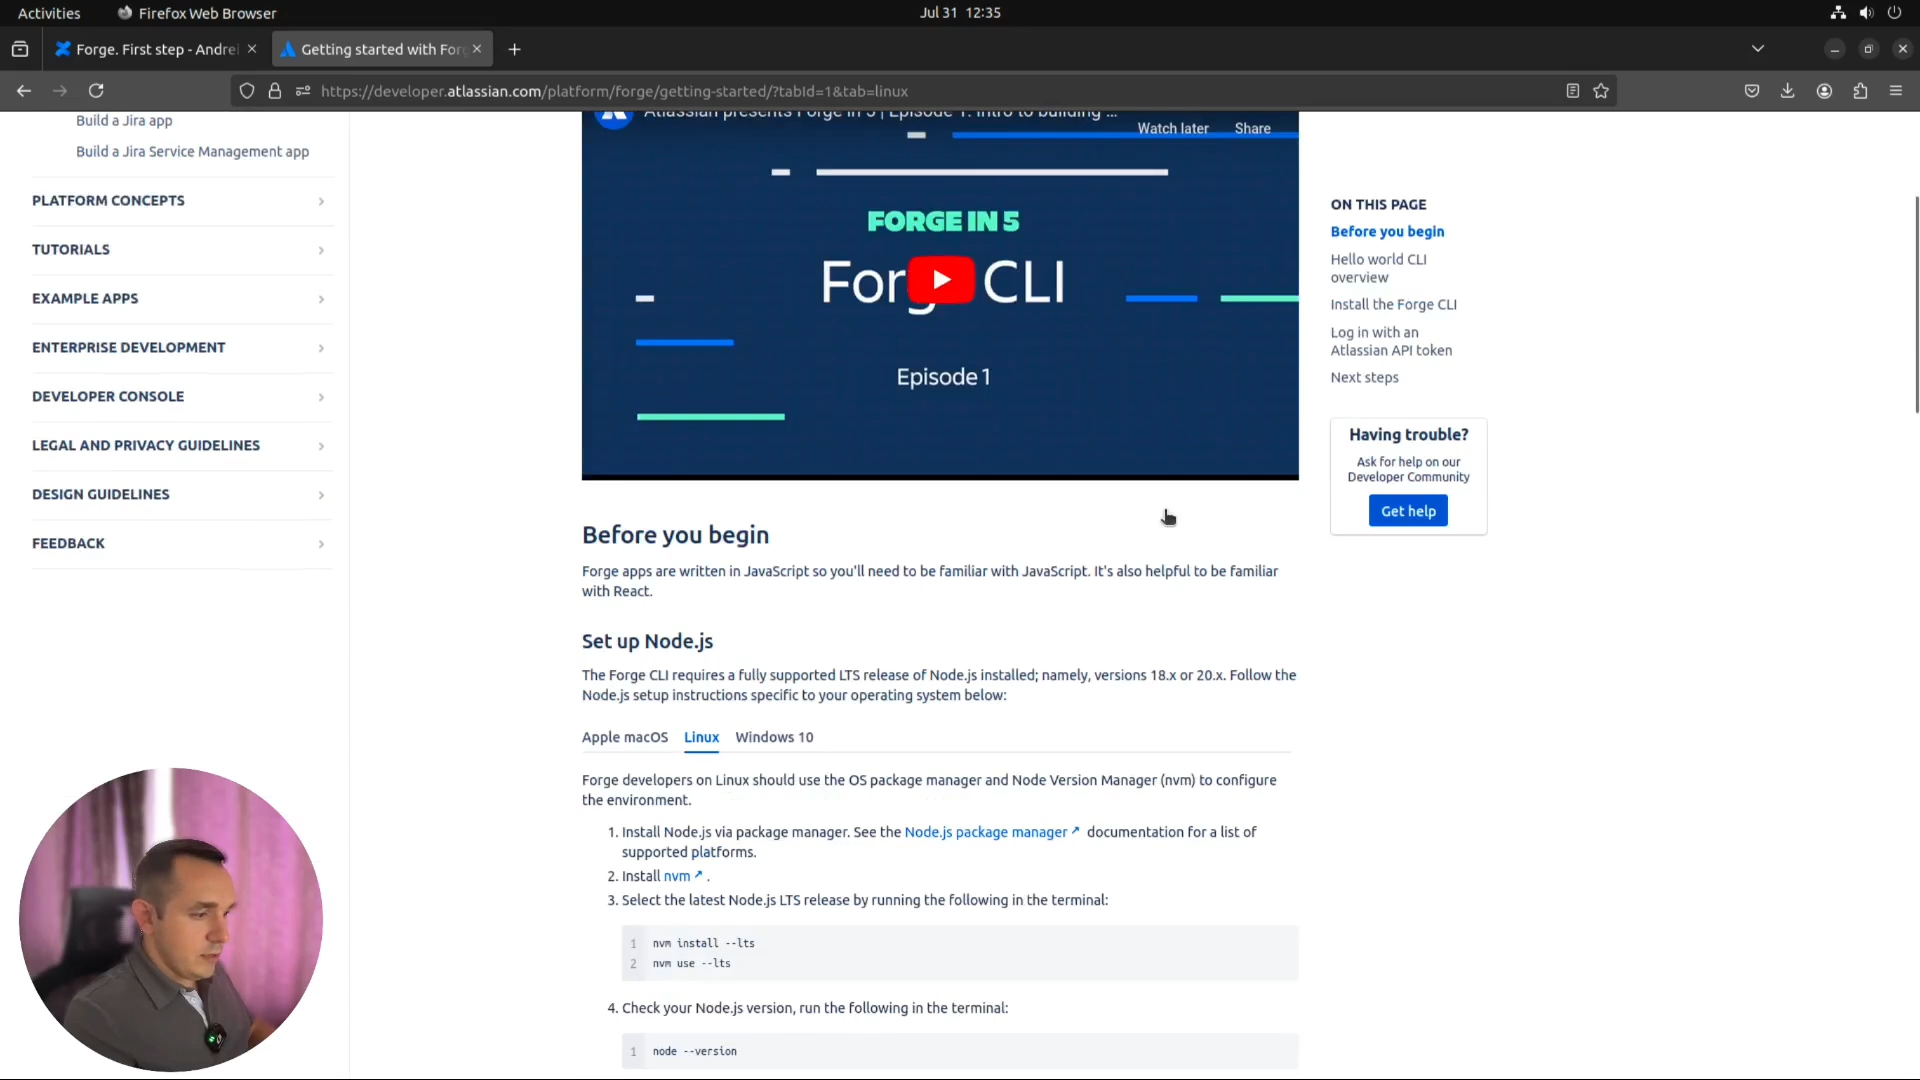 Activities
Firefox Web Browser
Jul 31 12:35
Forge. First step - Andrei
Getting started with Forg
https://developer.atlassian.com/platform/forge/getting-started/?tabId=1&tab=linux
Build a Jira app
Build a Jira Service Management app
PLATFORM CONCEPTS
TUTORIALS
EXAMPLE APPS
ENTERPRISE DEVELOPMENT
DEVELOPER CONSOLE
LEGAL AND PRIVACY GUIDELINES
DESIGN GUIDELINES
FEEDBACK
Atlassian presents Forge in 5 | Episode 1: Intro to building ...
Watch later
Share
FORGE IN 5
Forge CLI
Episode 1
Before you begin
Forge apps are written in JavaScript so you'll need to be familiar with JavaScript. It's also helpful to be familiar
with React.
Set up Node.js
The Forge CLI requires a fully supported LTS release of Node.js installed; namely, versions 18.x or 20.x. Follow the
Node.js setup instructions specific to your operating system below:
Apple macOS
Linux
Windows 10
Forge developers on Linux should use the OS package manager and Node Version Manager (nvm) to configure
the environment.
1. Install Node.js via package manager. See the Node.js package manager documentation for a list of
supported platforms.
2. Install nvm .
3. Select the latest Node.js LTS release by running the following in the terminal:
1 nvm install --lts
2 nvm use --lts
4. Check your Node.js version, run the following in the terminal:
1 node --version
ON THIS PAGE
Before you begin
Hello world CLI
overview
Install the Forge CLI
Log in with an
Atlassian API token
Next steps
Having trouble?
Ask for help on our
Developer Community
Get help